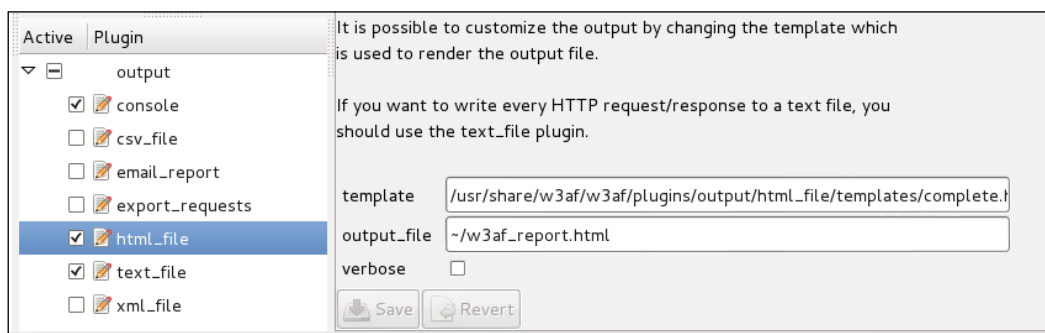 Active Plugin
output
console
csv_file
email_report
export_requests
html_file
text_file
xml_file
It is possible to customize the output by changing the template which
is used to render the output file.
If you want to write every HTTP request/response to a text file, you
should use the text_file plugin.
template /usr/share/w3af/w3af/plugins/output/html_file/templates/complete.h
output_file ~/w3af_report.html
verbose
Save Revert